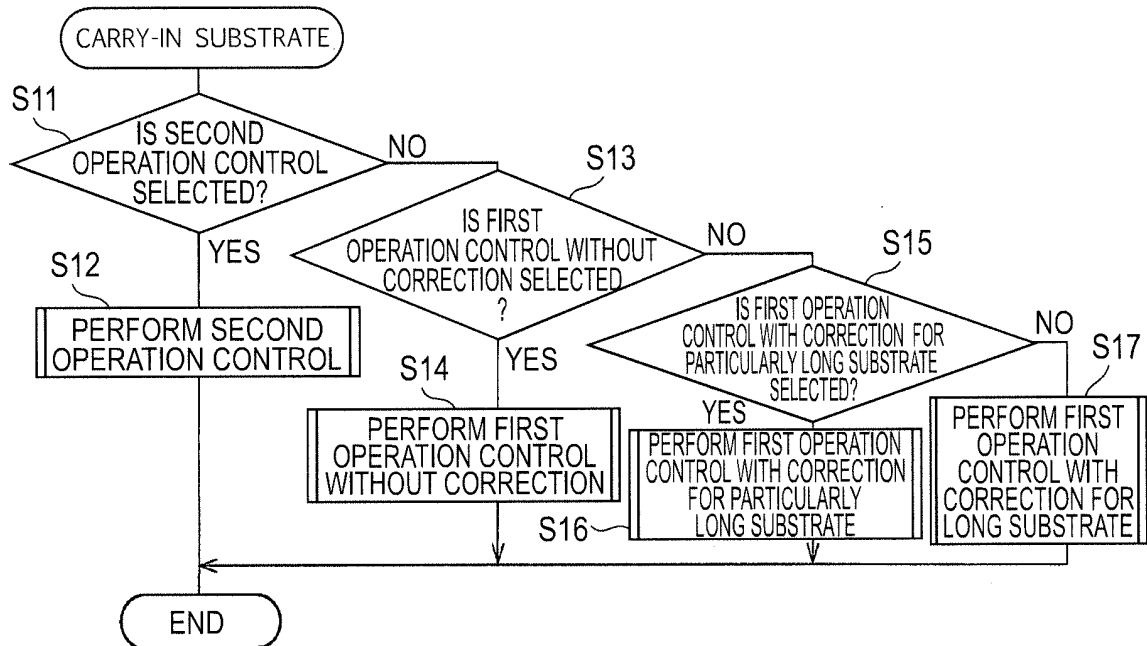 CARRY-IN SUBSTRATE
S11
IS SECOND
OPERATION CONTROL
SELECTED?
NO
YES
S12
PERFORM SECOND
OPERATION CONTROL
S13
IS FIRST
OPERATION CONTROL WITHOUT
CORRECTION SELECTED
?
NO
YES
S14
PERFORM FIRST
OPERATION CONTROL
WITHOUT CORRECTION
S15
IS FIRST OPERATION
CONTROL WITH CORRECTION FOR
PARTICULARLY LONG SUBSTRATE
SELECTED?
NO
YES
S16
PERFORM FIRST OPERATION
CONTROL WITH CORRECTION
FOR PARTICULARLY
LONG SUBSTRATE
S17
PERFORM FIRST
OPERATION
CONTROL WITH
CORRECTION FOR
LONG SUBSTRATE
END